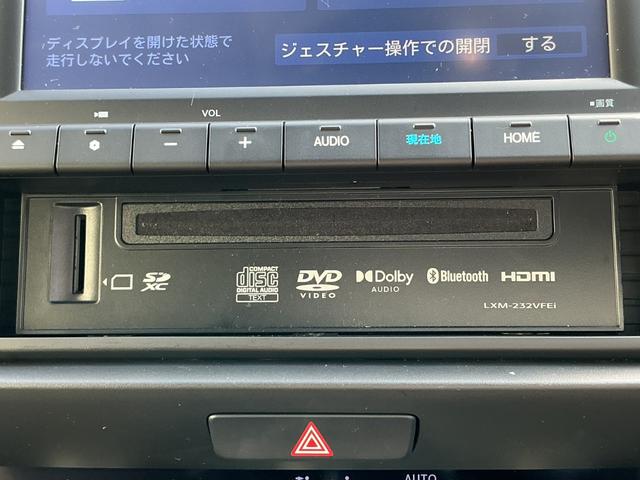 ディスプレイを開けた状態で
走行しないでください
ジェスチャー操作での開閉 する
VOL
■画質
− + AUDIO 現在地 HOME
SD XC
COMPACT disc DIGITAL AUDIO TEXT
DVD VIDEO
Dolby AUDIO
Bluetooth
HDMI
LXM-232VFEi
AUTO